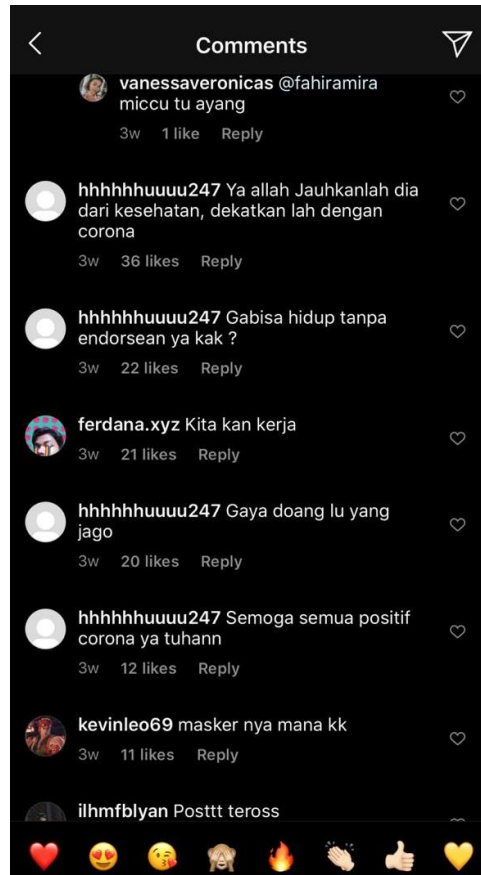 Comments
vanessaveronicas @fahiramira
miccu tu ayang
3w 1 like Reply
hhhhhhuuuu247 Ya allah Jauhkanlah dia
dari kesehatan, dekatkan lah dengan
corona
3w 36 likes Reply
hhhhhhuuuu247 Gabisa hidup tanpa
endorsean ya kak ?
3w 22 likes Reply
ferdana.xyz Kita kan kerja
3w 21 likes Reply
hhhhhhuuuu247 Gaya doang lu yang
jago
3w 20 likes Reply
hhhhhhuuuu247 Semoga semua positif
corona ya tuhann
3w 12 likes Reply
kevinleo69 masker nya mana kk
3w 11 likes Reply
ilhmfblyan Posttt teross